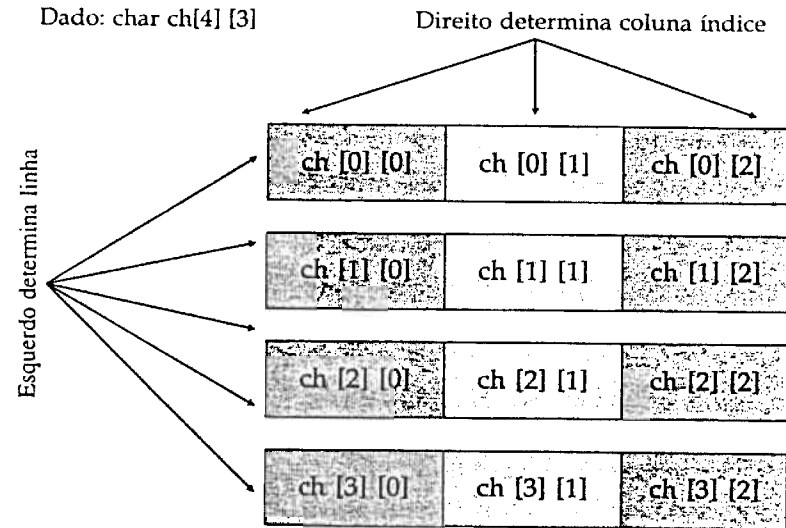 Dado: char ch[4] [3]
Direito determina coluna índice
Esquerdo determina linha
ch [0] [0] ch [0] [1] ch [0] [2]
ch [1] [0] ch [1] [1] ch [1] [2]
ch [2] [0] ch [2] [1] ch [2] [2]
ch [3] [0] ch [3] [1] ch [3] [2]